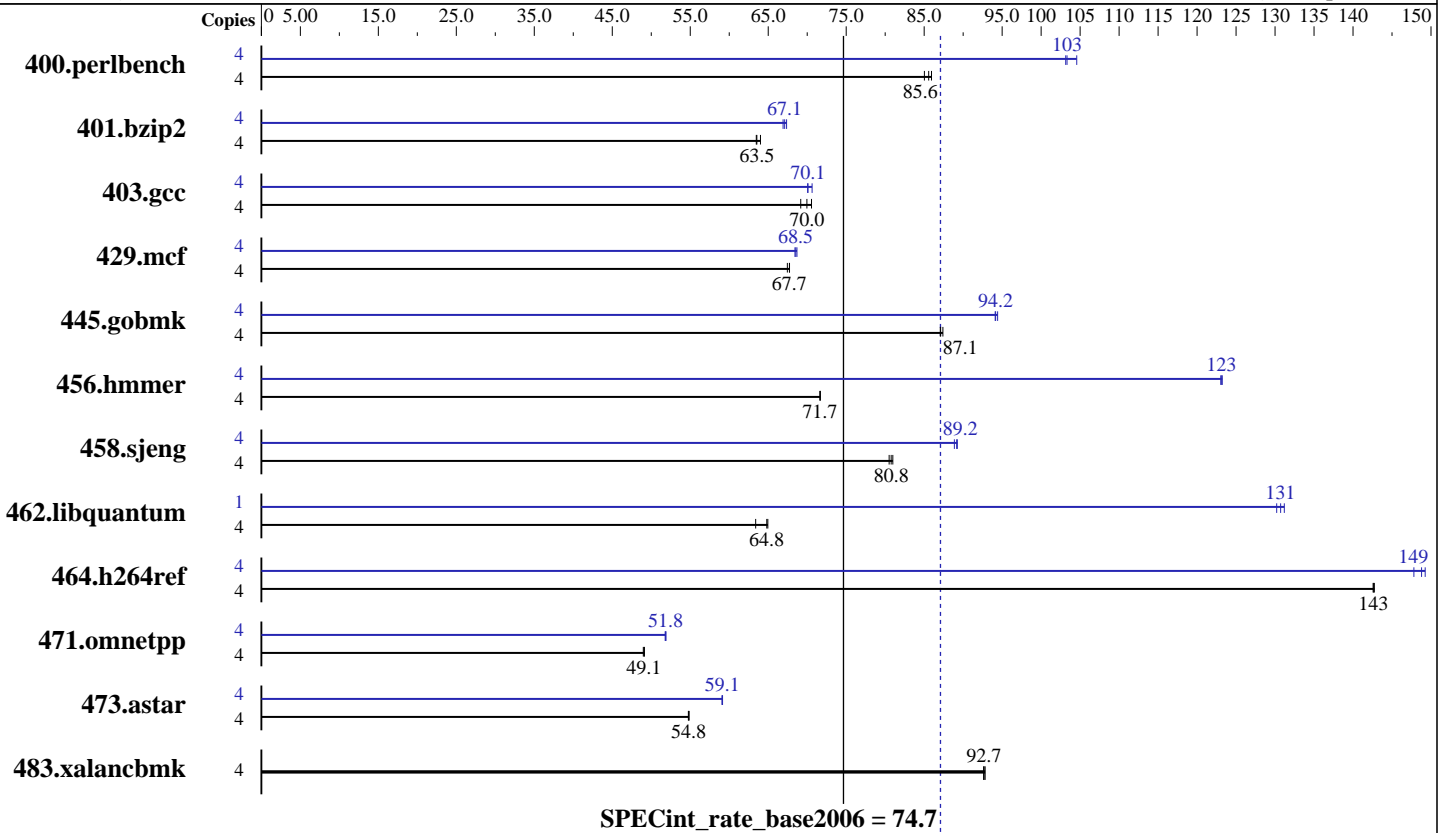 Copies 0 5.00 15.0 25.0 35.0 45.0 55.0 65.0 75.0 85.0 95.0 100 105 110 115 120 125 130 135 140 150
400.perlbench 4 103
4 85.6
401.bzip2 4 67.1
4 63.5
403.gcc 4 70.1
4 70.0
429.mcf 4 68.5
4 67.7
445.gobmk 4 94.2
4 87.1
456.hmmer 4 123
4 71.7
458.sjeng 4 89.2
4 80.8
462.libquantum 1 131
4 64.8
464.h264ref 4 149
4 143
471.omnetpp 4 51.8
4 49.1
473.astar 4 59.1
4 54.8
483.xalancbmk 4 92.7
SPECint_rate_base2006 = 74.7